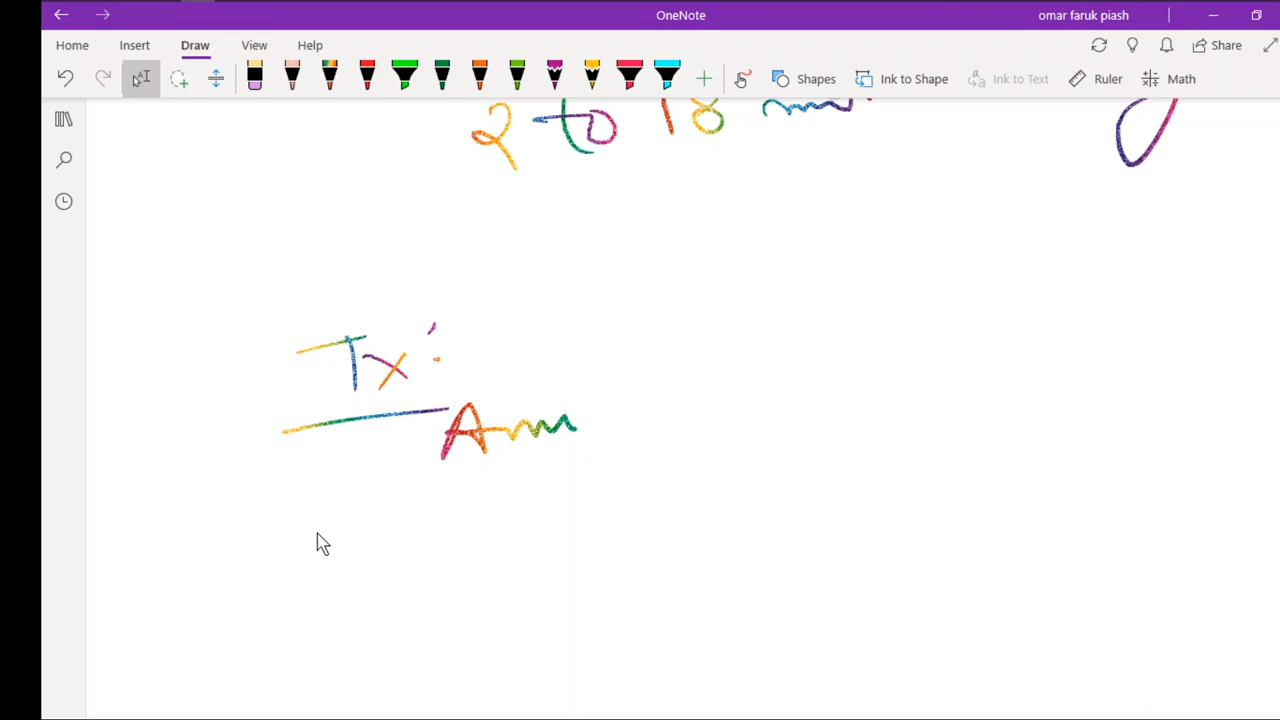 OneNote
omar faruk piash
Home Insert Draw View Help Share
Shapes Ink to Shape Ink to Text Ruler Math
2 to 18
Tx: